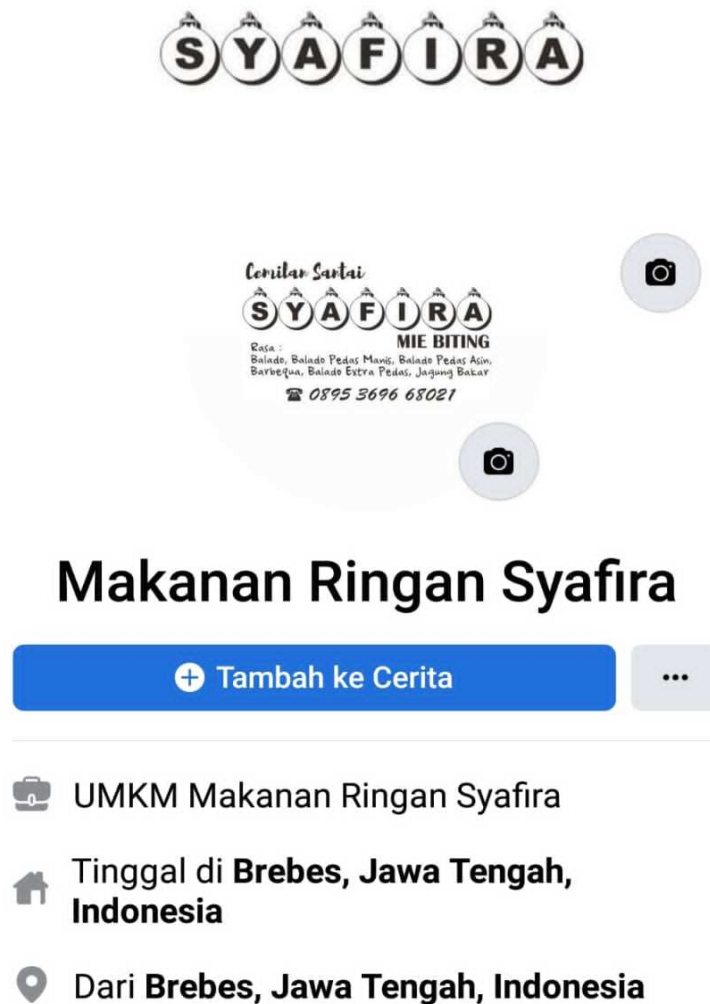 SYAFIRA
Cemilan Santai
SYAFIRA
MIE BITING
Rasa :
Balado, Balado Pedas Manis, Balado Pedas Asin,
Barbequa, Balado Extra Pedas, Jagung Bakar
☎ 0895 3696 68021
Makanan Ringan Syafira
Tambah ke Cerita
UMKM Makanan Ringan Syafira
Tinggal di Brebes, Jawa Tengah,
Indonesia
Dari Brebes, Jawa Tengah, Indonesia